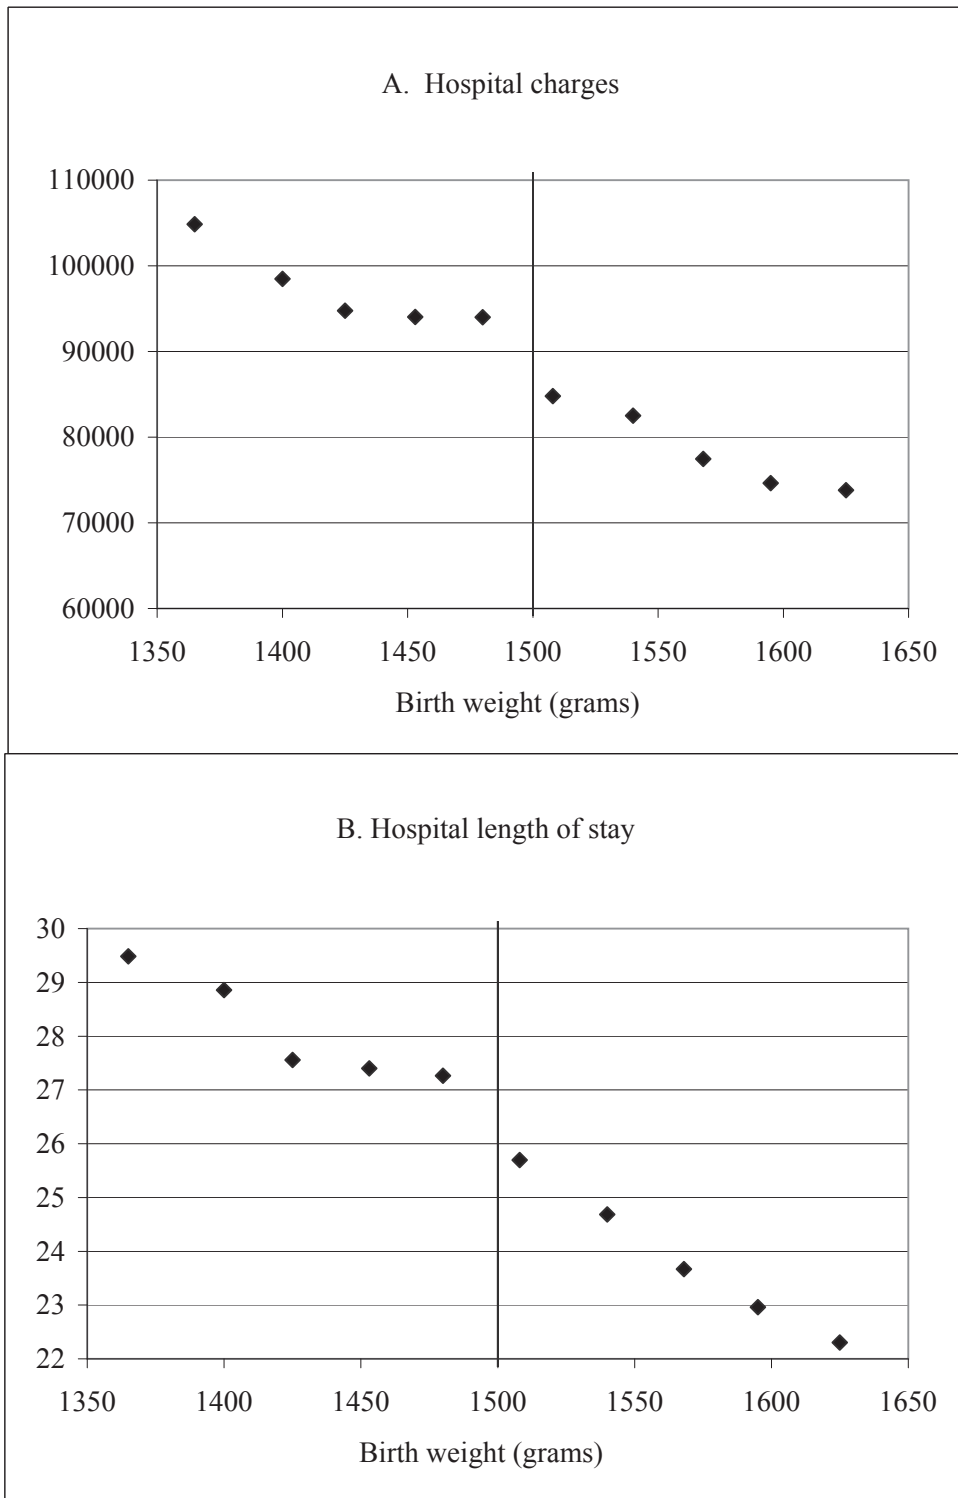 A. Hospital charges
110000
100000
90000
80000
70000
60000
1350 1400 1450 1500 1550 1600 1650
Birth weight (grams)
B. Hospital length of stay
30
29
28
27
26
25
24
23
22
1350 1400 1450 1500 1550 1600 1650
Birth weight (grams)